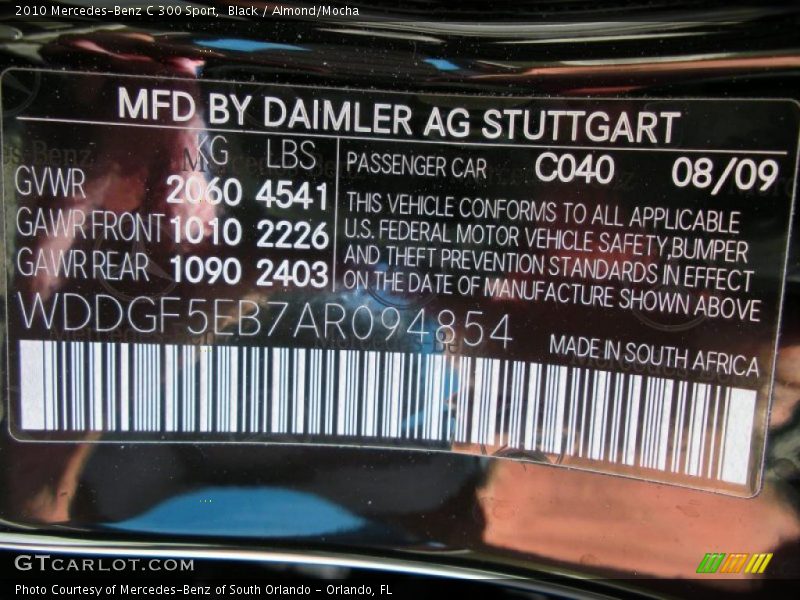 2010 Mercedes-Benz C 300 Sport, Black / Almond/Mocha
MFD BY DAIMLER AG STUTTGART
KG LBS
GVWR 2060 4541
GAWR FRONT 1010 2226
GAWR REAR 1090 2403
PASSENGER CAR C040 08/09
THIS VEHICLE CONFORMS TO ALL APPLICABLE
U.S. FEDERAL MOTOR VEHICLE SAFETY,BUMPER
AND THEFT PREVENTION STANDARDS IN EFFECT
ON THE DATE OF MANUFACTURE SHOWN ABOVE
WDDGF5EB7AR094854
MADE IN SOUTH AFRICA
GTCARLOT.COM
Photo Courtesy of Mercedes-Benz of South Orlando - Orlando, FL